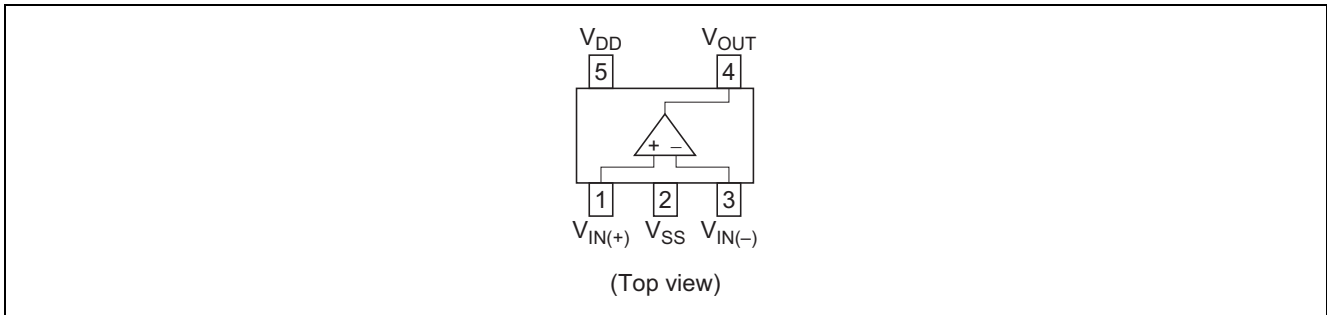 VDD VOUT
5 4
+ –
1 2 3
VIN(+) VSS VIN(–)
(Top view)